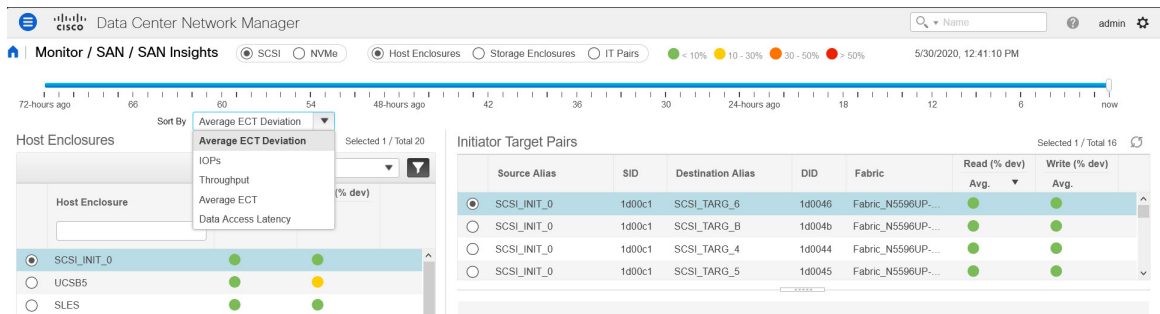 cisco Data Center Network Manager Name admin
Monitor / SAN / SAN Insights SCSI NVMe Host Enclosures Storage Enclosures IT Pairs < 10% 10 - 30% 30 - 50% > 50% 5/30/2020, 12:41:10 PM
72-hours ago 66 60 54 48-hours ago 42 36 30 24-hours ago 18 12 6 now
Sort By Average ECT Deviation
Host Enclosures Selected 1 / Total 20
Average ECT Deviation
IOPs
Throughput
Average ECT
Data Access Latency
(% dev)
Host Enclosure
SCSI_INIT_0
UCSB5
SLES
Initiator Target Pairs Selected 1 / Total 16
Source Alias SID Destination Alias DID Fabric Read (% dev) Write (% dev)
Avg. Avg.
SCSI_INIT_0 1d00c1 SCSI_TARG_6 1d0046 Fabric_N5596UP-...
SCSI_INIT_0 1d00c1 SCSI_TARG_B 1d004b Fabric_N5596UP-...
SCSI_INIT_0 1d00c1 SCSI_TARG_4 1d0044 Fabric_N5596UP-...
SCSI_INIT_0 1d00c1 SCSI_TARG_5 1d0045 Fabric_N5596UP-...